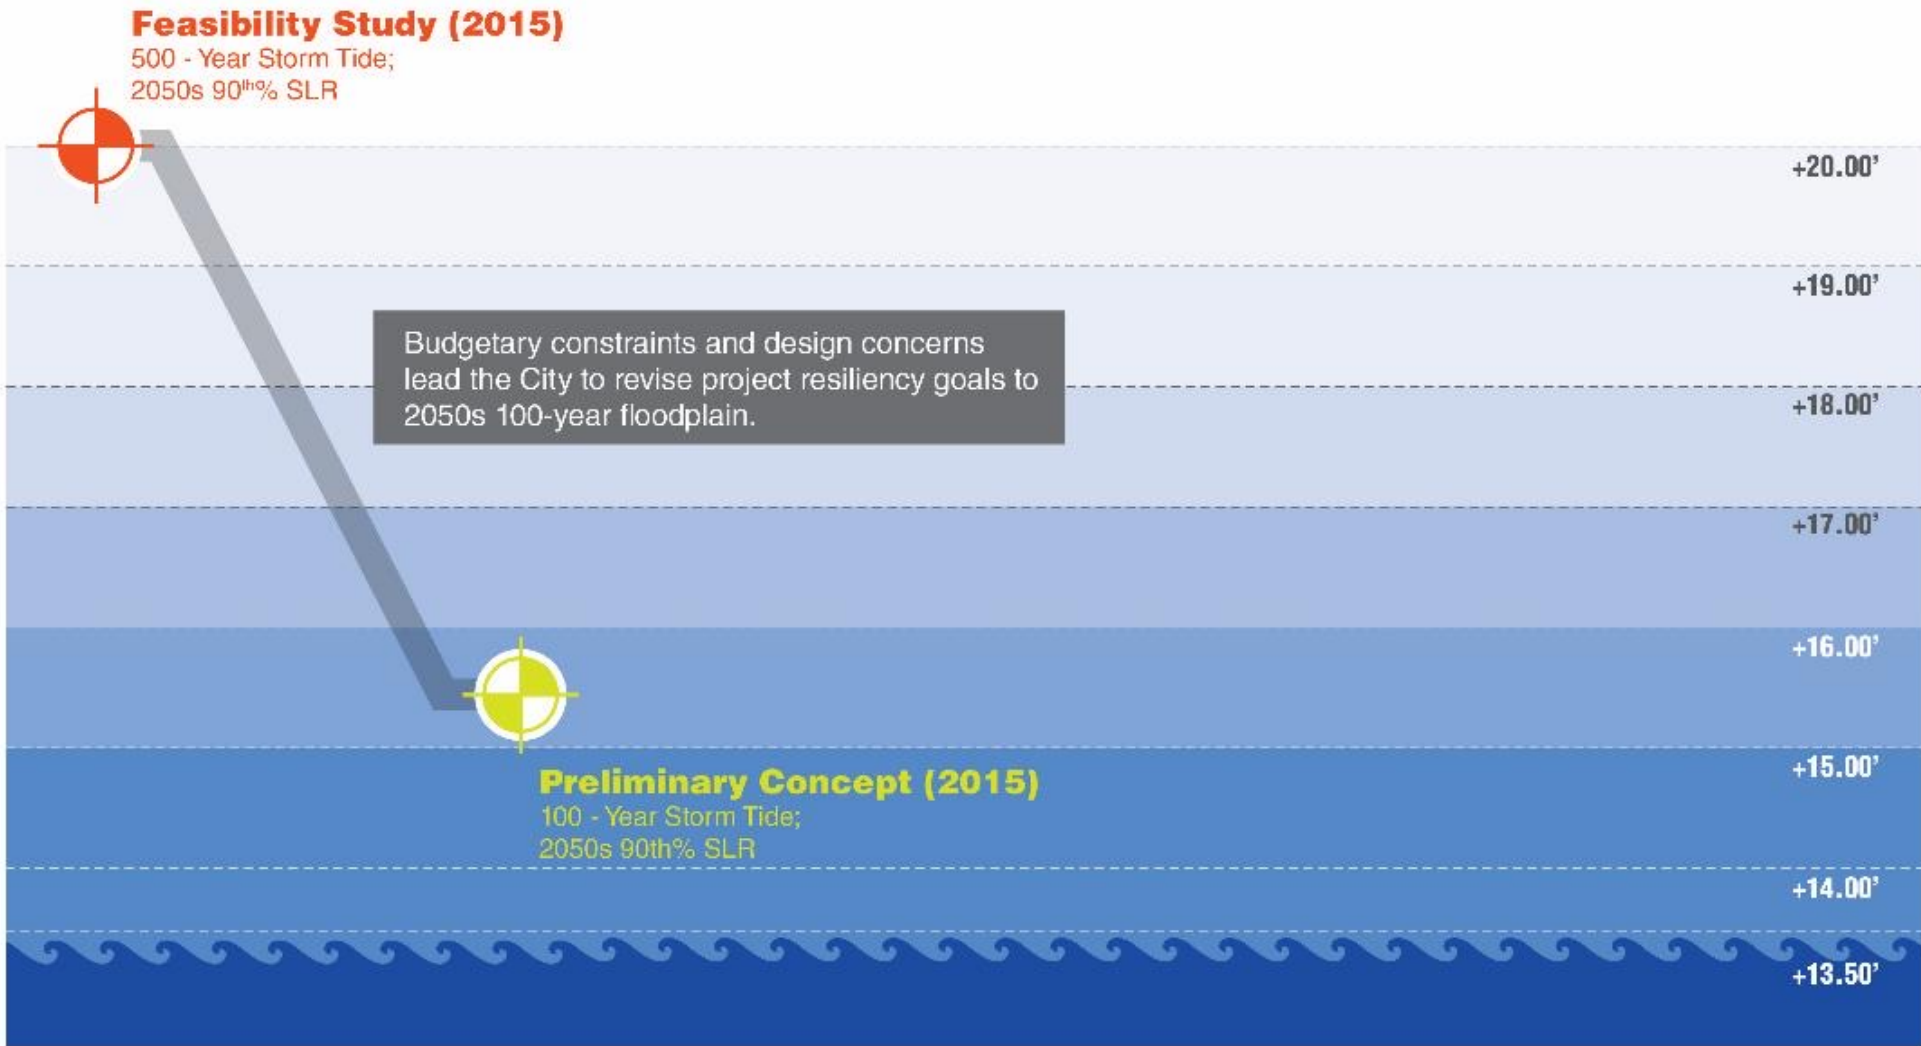 Feasibility Study (2015)
500 - Year Storm Tide;
2050s 90th% SLR
+20.00’
+19.00’
Budgetary constraints and design concerns
lead the City to revise project resiliency goals to
2050s 100-year floodplain.
+18.00’
+17.00’
+16.00’
+15.00’
Preliminary Concept (2015)
100 - Year Storm Tide;
2050s 90th% SLR
+14.00’
+13.50’